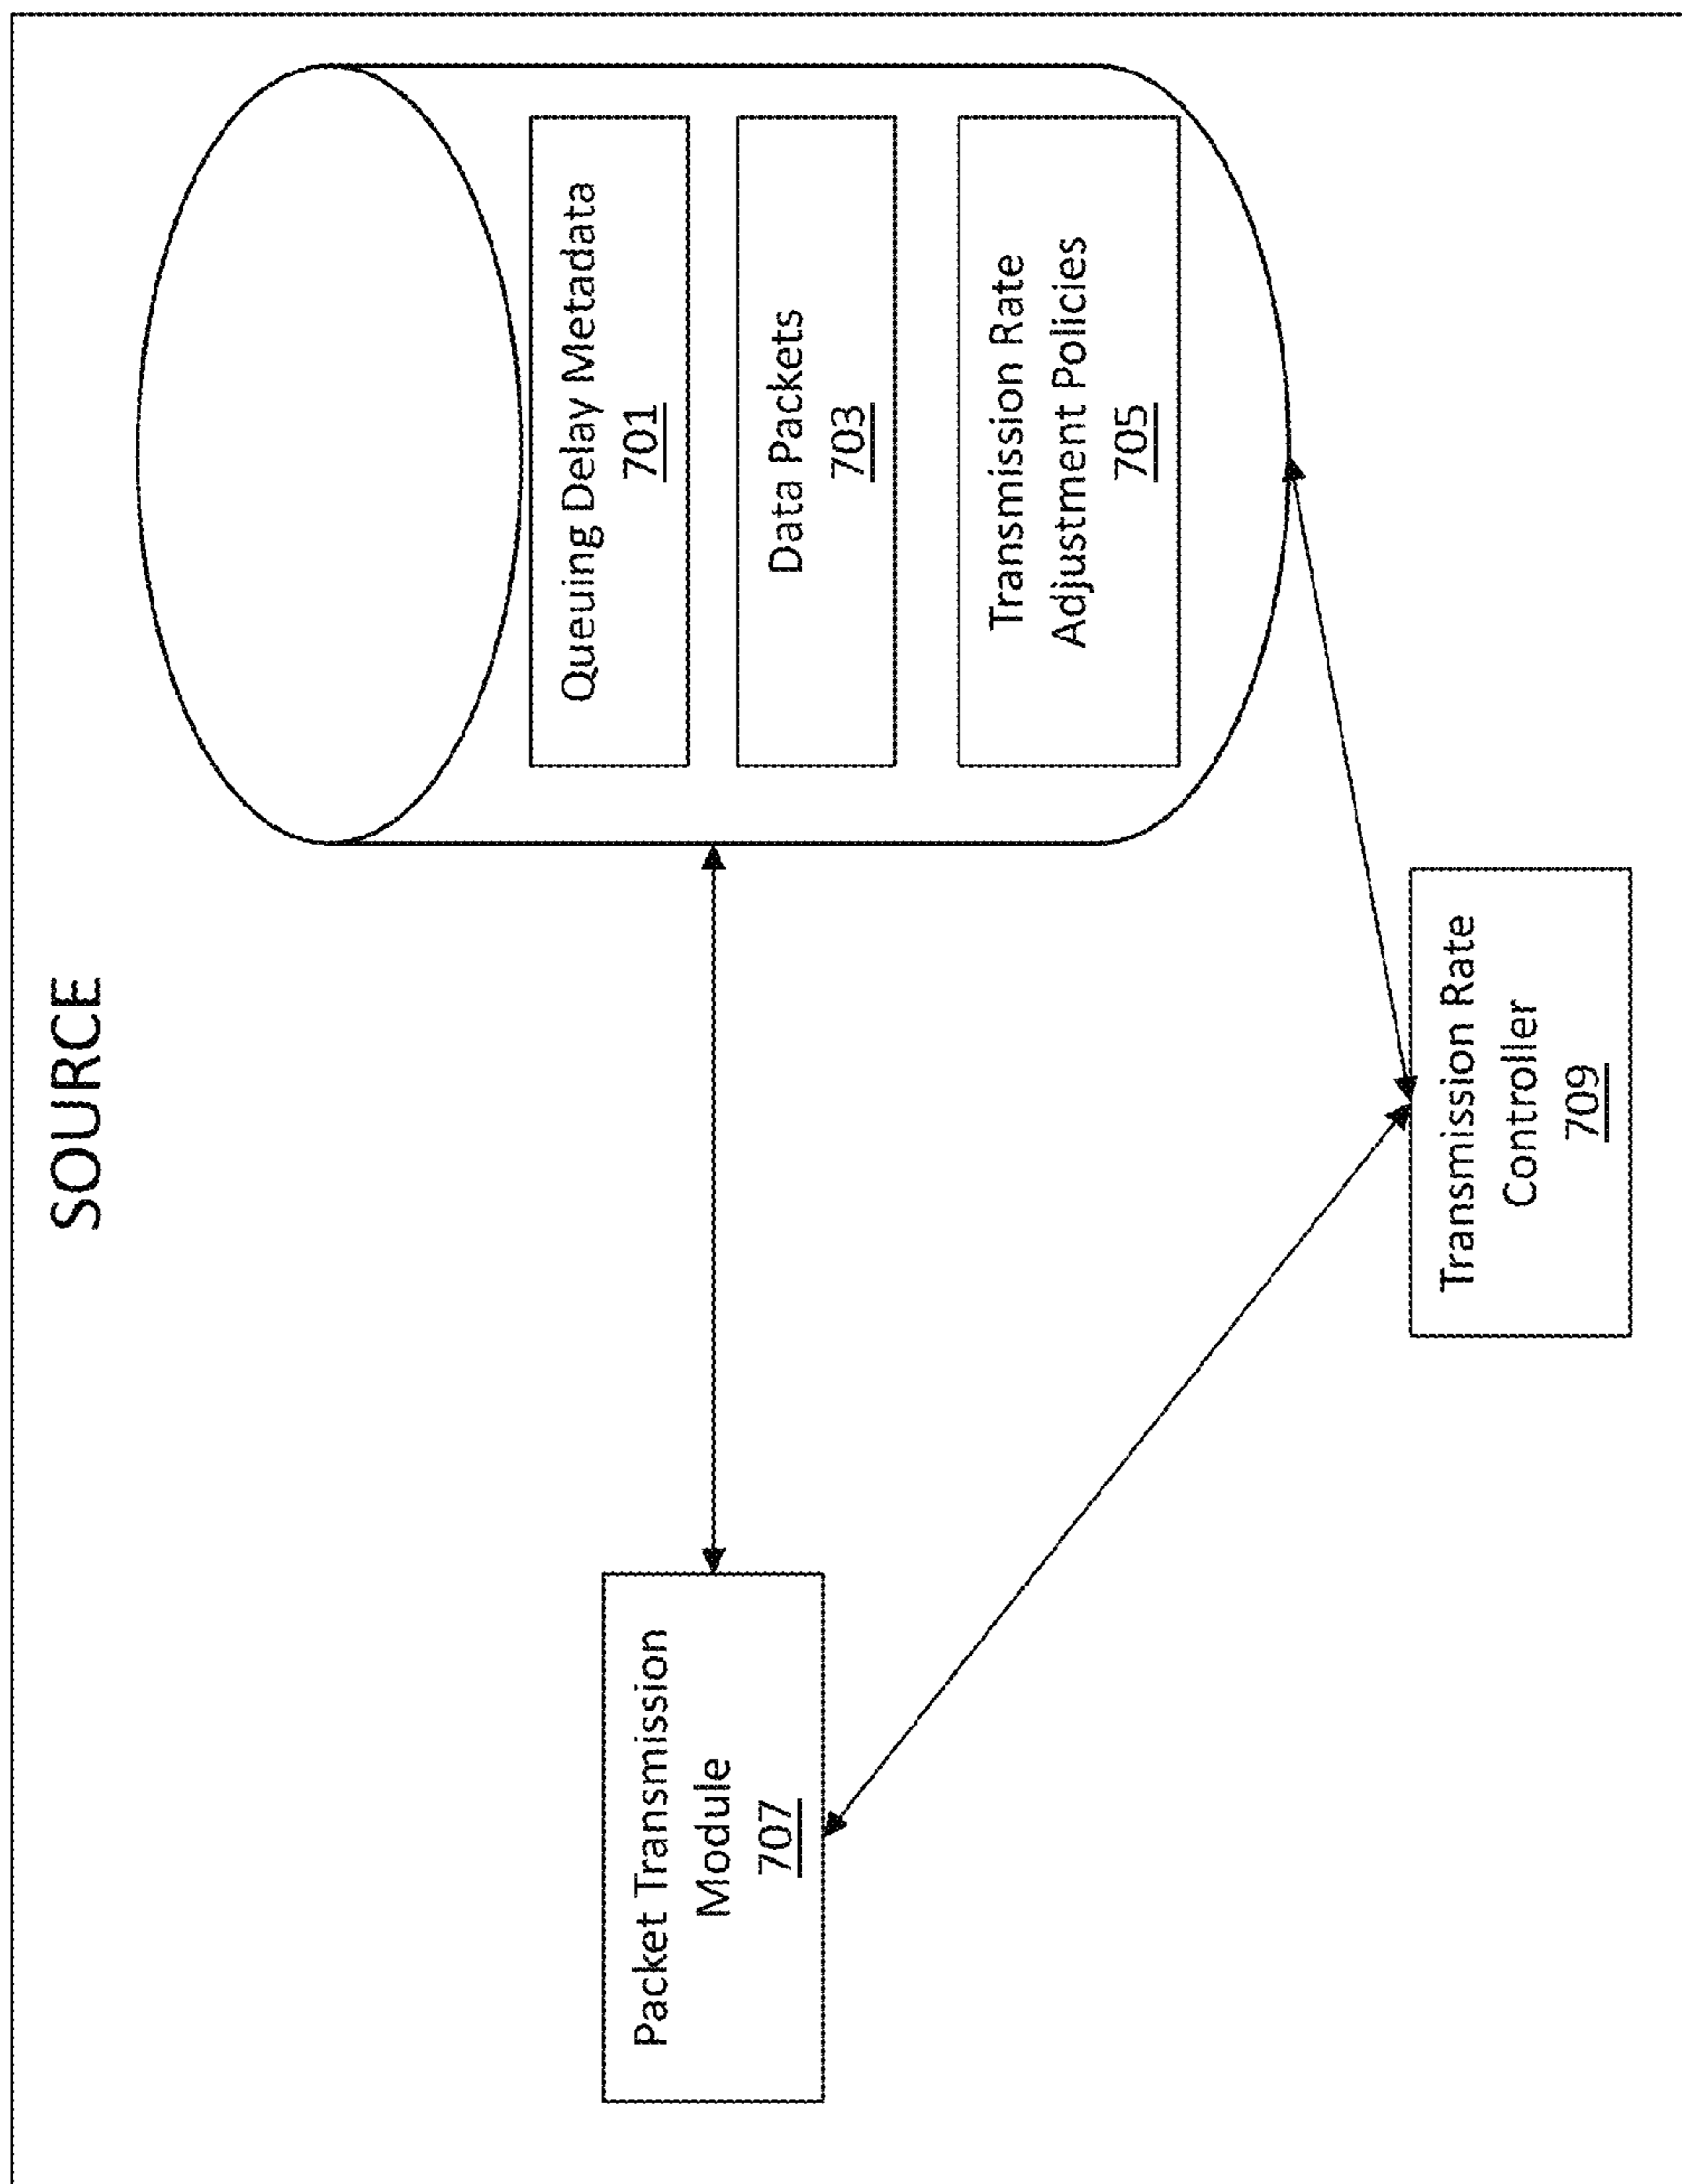 SOURCE
Queuing Delay Metadata
701
Data Packets
703
Transmission Rate
Adjustment Policies
705
Packet Transmission
Module
707
Transmission Rate
Controller
709